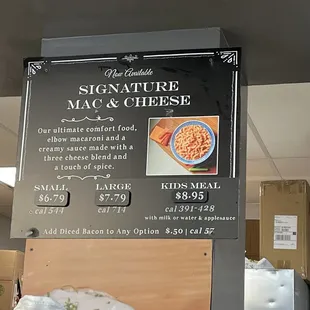 Now Available
SIGNATURE
MAC & CHEESE
Our ultimate comfort food,
elbow macaroni and a
creamy sauce made with a
three cheese blend and
a touch of spice.
SMALL LARGE KIDS MEAL
$6.79 $7.79 $8.95
cal 544 cal 714 cal 391-428
with milk or water & applesauce
Add Diced Bacon to Any Option $.50 | cal 57